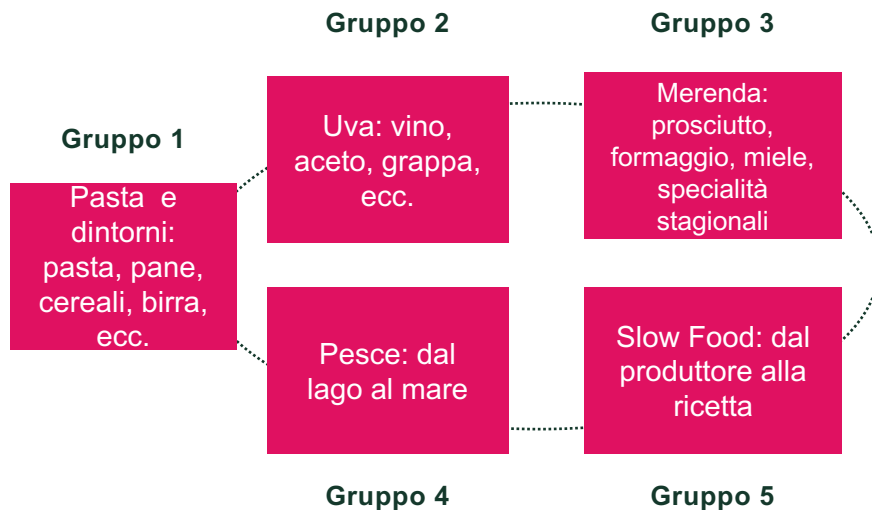 Gruppo 1
Pasta e
dintorni:
pasta, pane,
cereali, birra,
ecc.
Gruppo 2
Uva: vino,
aceto, grappa,
ecc.
Gruppo 3
Merenda:
prosciutto,
formaggio, miele,
specialità
stagionali
Pesce: dal
lago al mare
Gruppo 4
Slow Food: dal
produttore alla
ricetta
Gruppo 5